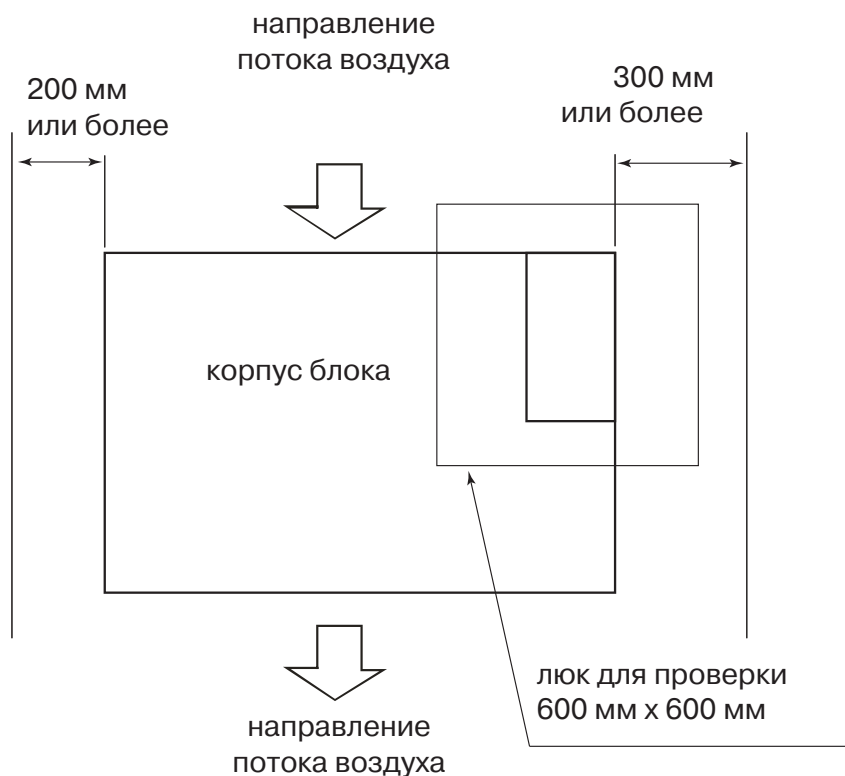 направление
потока воздуха
200 мм
или более
300 мм
или более
корпус блока
люк для проверки
600 мм х 600 мм
направление
потока воздуха